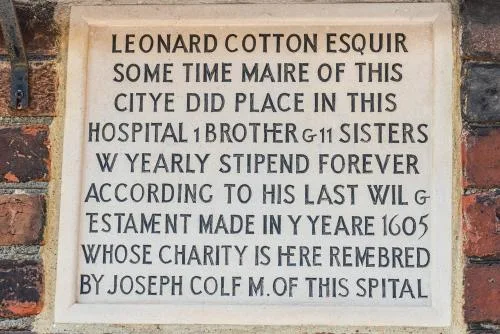 LEONARD COTTON ESQUIR
SOME TIME MAIRE OF THIS
CITYE DID PLACE IN THIS
HOSPITAL 1 BROTHER & 11 SISTERS
W YEARLY STIPEND FOREVER
ACCORDING TO HIS LAST WIL &
TESTAMENT MADE IN Y YEARE 1605
WHOSE CHARITY IS HERE REMEBRED
BY JOSEPH COLF M. OF THIS SPITAL